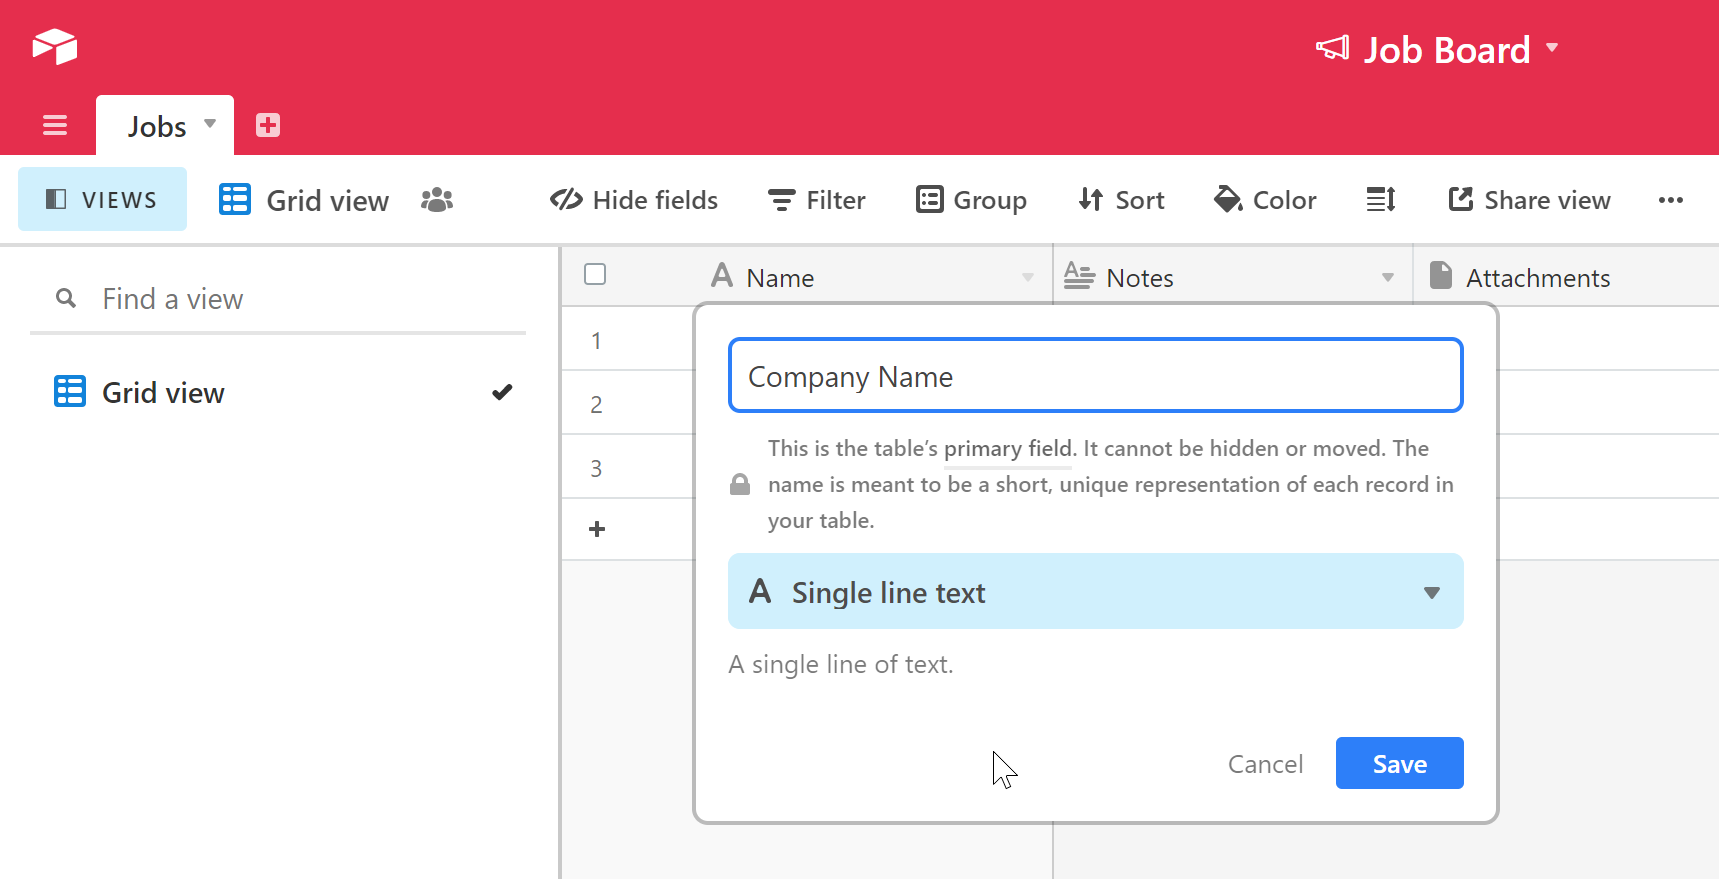 Job Board
Jobs
VIEWS
Grid view
Hide fields
Filter
Group
Sort
Color
Share view
Find a view
Grid view
Name
Notes
Attachments
1
2
3
Company Name
This is the table’s primary field. It cannot be hidden or moved. The
name is meant to be a short, unique representation of each record in
your table.
Single line text
A single line of text.
Cancel
Save